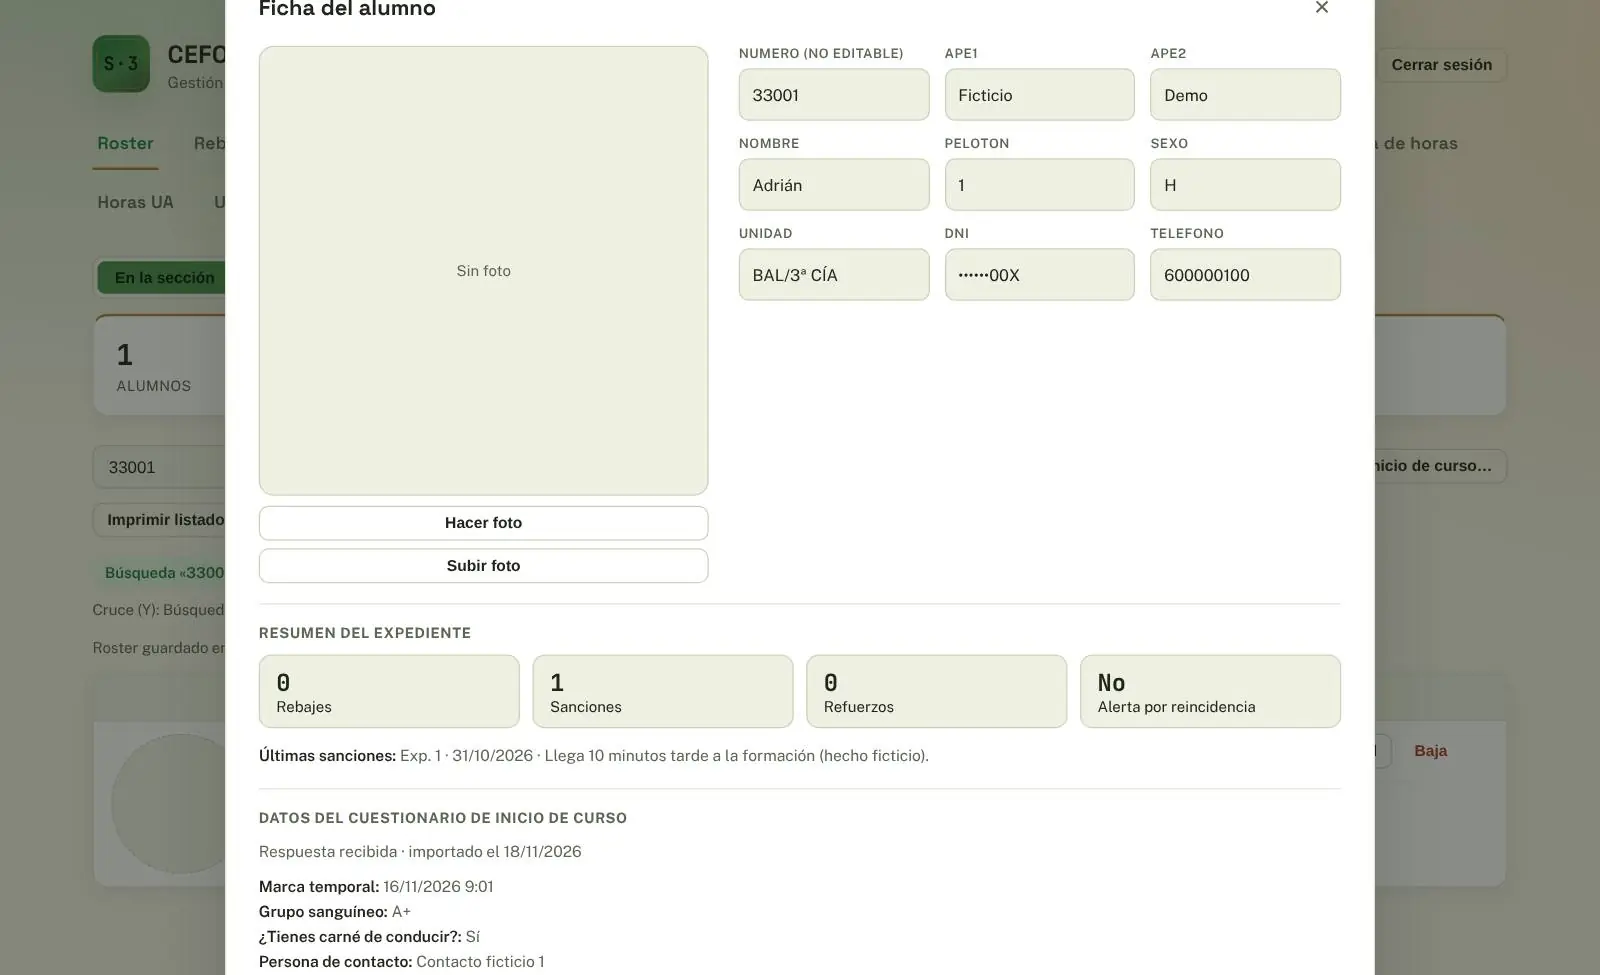 Ficha del alumno
×
S·3
CEFO
Gestión
Cerrar sesión
Roster
Reb
de horas
Horas UA
U
En la sección
1
ALUMNOS
33001
nicio de curso...
Imprimir listado
Búsqueda «3300
Cruce (Y): Búsqued
Roster guardado en
Baja
Sin foto
Hacer foto
Subir foto
NUMERO (NO EDITABLE)
APE1
APE2
33001
Ficticio
Demo
NOMBRE
PELOTON
SEXO
Adrián
1
H
UNIDAD
DNI
TELEFONO
BAL/3ª CÍA
••••••00X
600000100
RESUMEN DEL EXPEDIENTE
0
Rebajes
1
Sanciones
0
Refuerzos
No
Alerta por reincidencia
Últimas sanciones: Exp. 1 · 31/10/2026 · Llega 10 minutos tarde a la formación (hecho ficticio).
DATOS DEL CUESTIONARIO DE INICIO DE CURSO
Respuesta recibida · importado el 18/11/2026
Marca temporal: 16/11/2026 9:01
Grupo sanguíneo: A+
¿Tienes carné de conducir?: Sí
Persona de contacto: Contacto ficticio 1